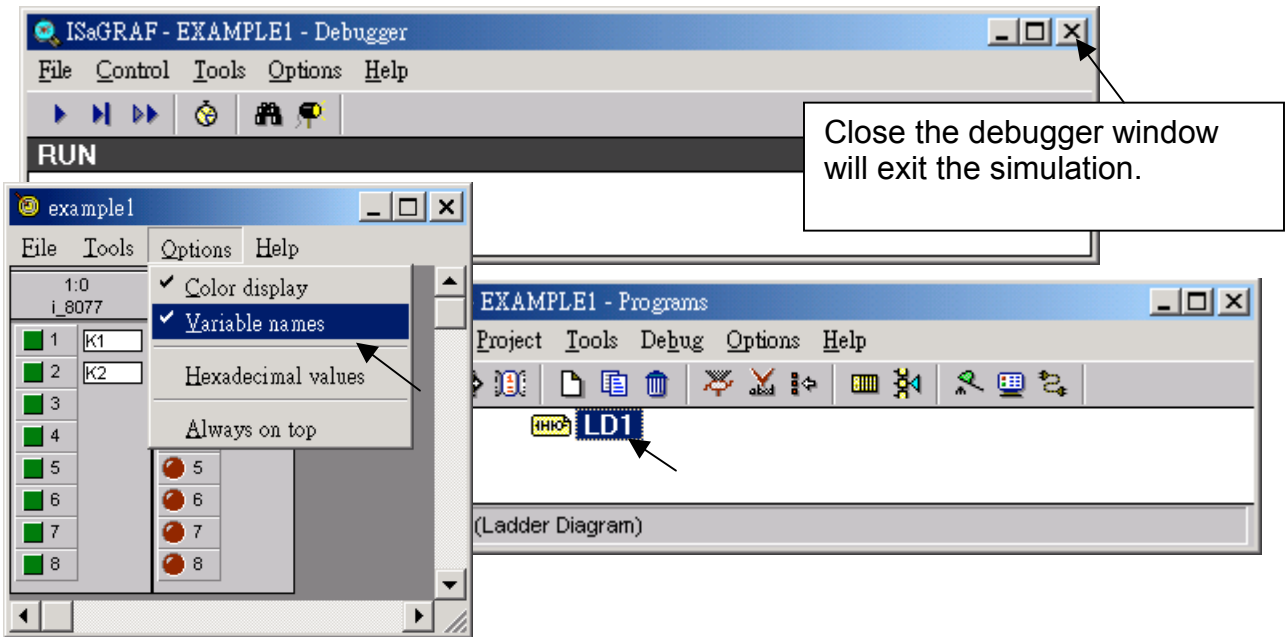 ISaGRAF - EXAMPLE1 - Debugger
File Control Tools Options Help
RUN
Close the debugger window
will exit the simulation.
example1
File Tools Options Help
1:0
i_8077
1 K1
2 K2
3
4
5
6
7
8
Color display
Variable names
Hexadecimal values
Always on top
5
6
7
8
EXAMPLE1 - Programs
Project Tools Debug Options Help
LD1
(Ladder Diagram)